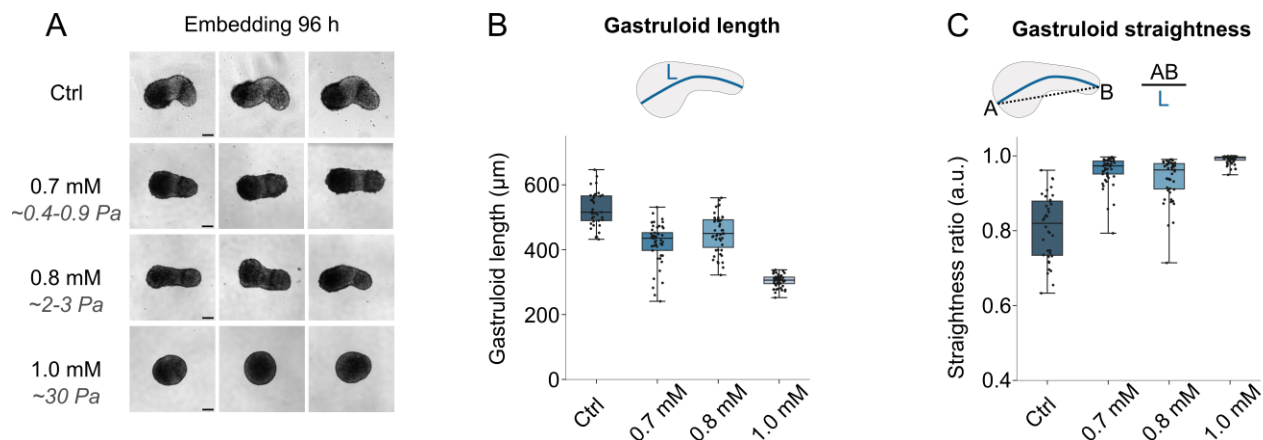 A
Embedding 96 h
Ctrl
0.7 mM
~0.4-0.9 Pa
0.8 mM
~2-3 Pa
1.0 mM
~30 Pa
B
Gastruloid length
L
Gastruloid length (µm)
600
400
200
0
Ctrl
0.7 mM
0.8 mM
1.0 mM
C
Gastruloid straightness
A
B
AB
L
Straightness ratio (a.u.)
1.0
0.8
0.6
0.4
Ctrl
0.7 mM
0.8 mM
1.0 mM